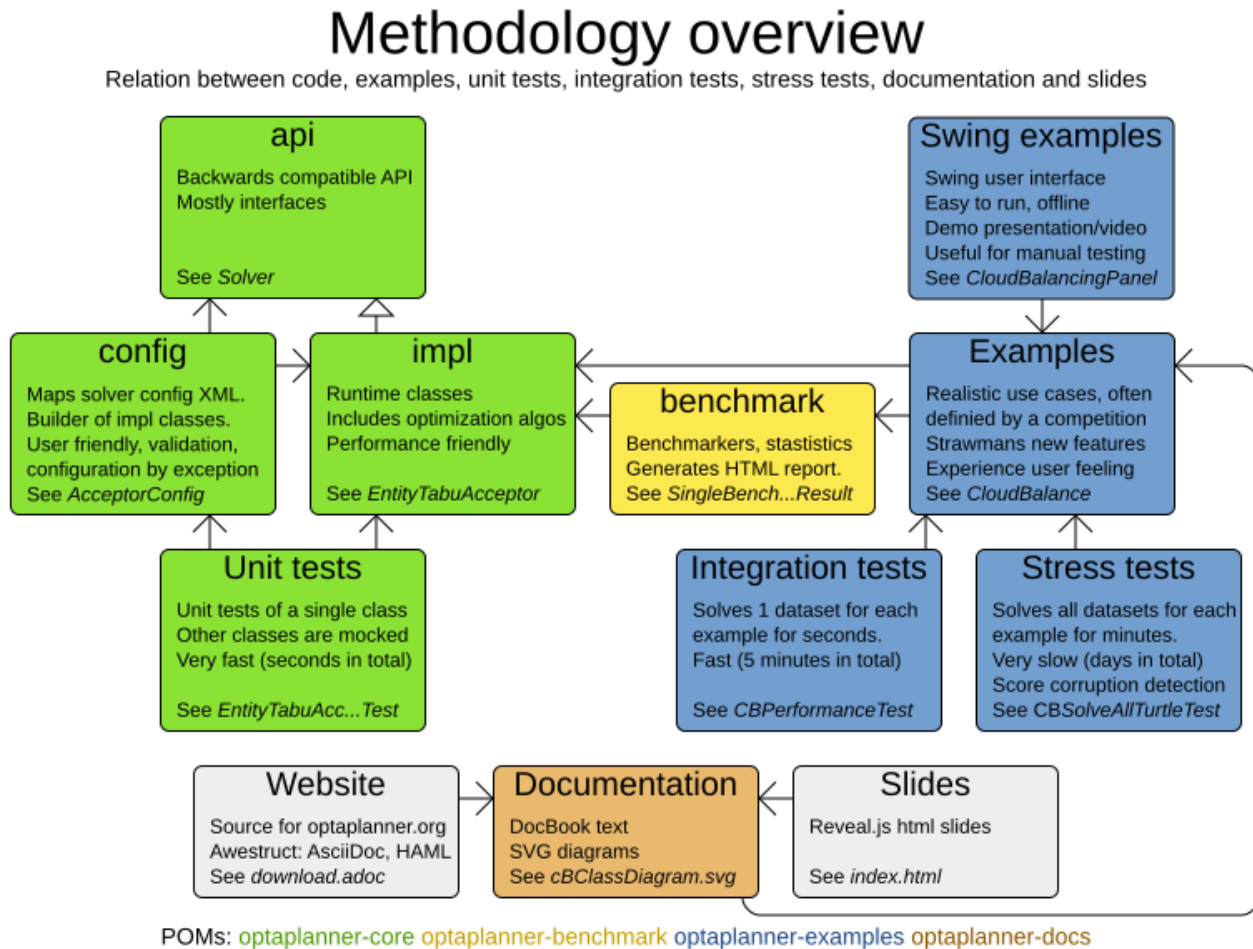 Methodology overview
Relation between code, examples, unit tests, integration tests, stress tests, documentation and slides
api
Backwards compatible API
Mostly interfaces
See Solver
Swing examples
Swing user interface
Easy to run, offline
Demo presentation/video
Useful for manual testing
See CloudBalancingPanel
config
Maps solver config XML.
Builder of impl classes.
User friendly, validation,
configuration by exception
See AcceptorConfig
impl
Runtime classes
Includes optimization algos
Performance friendly
See EntityTabuAcceptor
benchmark
Benchmarkers, stastistics
Generates HTML report.
See SingleBench...Result
Examples
Realistic use cases, often
definied by a competition
Strawmans new features
Experience user feeling
See CloudBalance
Unit tests
Unit tests of a single class
Other classes are mocked
Very fast (seconds in total)
See EntityTabuAcc...Test
Integration tests
Solves 1 dataset for each
example for seconds.
Fast (5 minutes in total)
See CBPerformanceTest
Stress tests
Solves all datasets for each
example for minutes.
Very slow (days in total)
Score corruption detection
See CBSolveAllTurtleTest
Website
Source for optaplanner.org
Awestruct: AsciiDoc, HAML
See download.adoc
Documentation
DocBook text
SVG diagrams
See cBClassDiagram.svg
Slides
Reveal.js html slides
See index.html
POMs: optaplanner-core optaplanner-benchmark optaplanner-examples optaplanner-docs